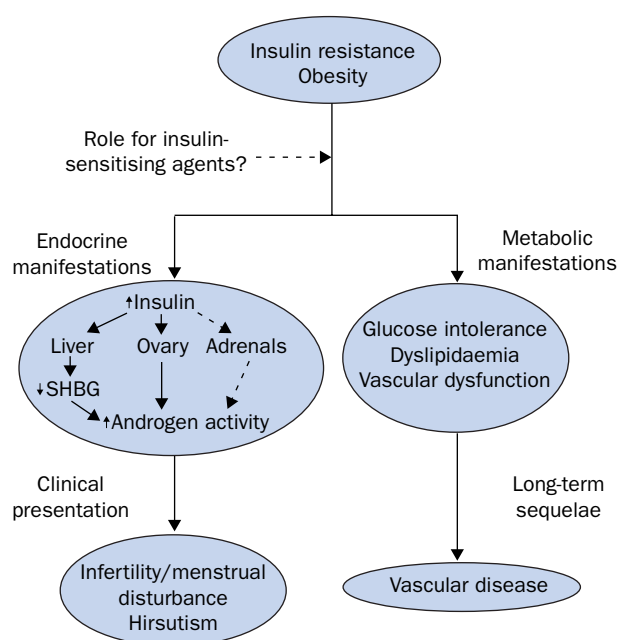 Insulin resistance
Obesity
Role for insulin-
sensitising agents?
Endocrine
manifestations
Metabolic
manifestations
↑Insulin
Liver Ovary Adrenals
↓SHBG
↑Androgen activity
Glucose intolerance
Dyslipidaemia
Vascular dysfunction
Clinical
presentation
Long-term
sequelae
Infertility/menstrual
disturbance
Hirsutism
Vascular disease